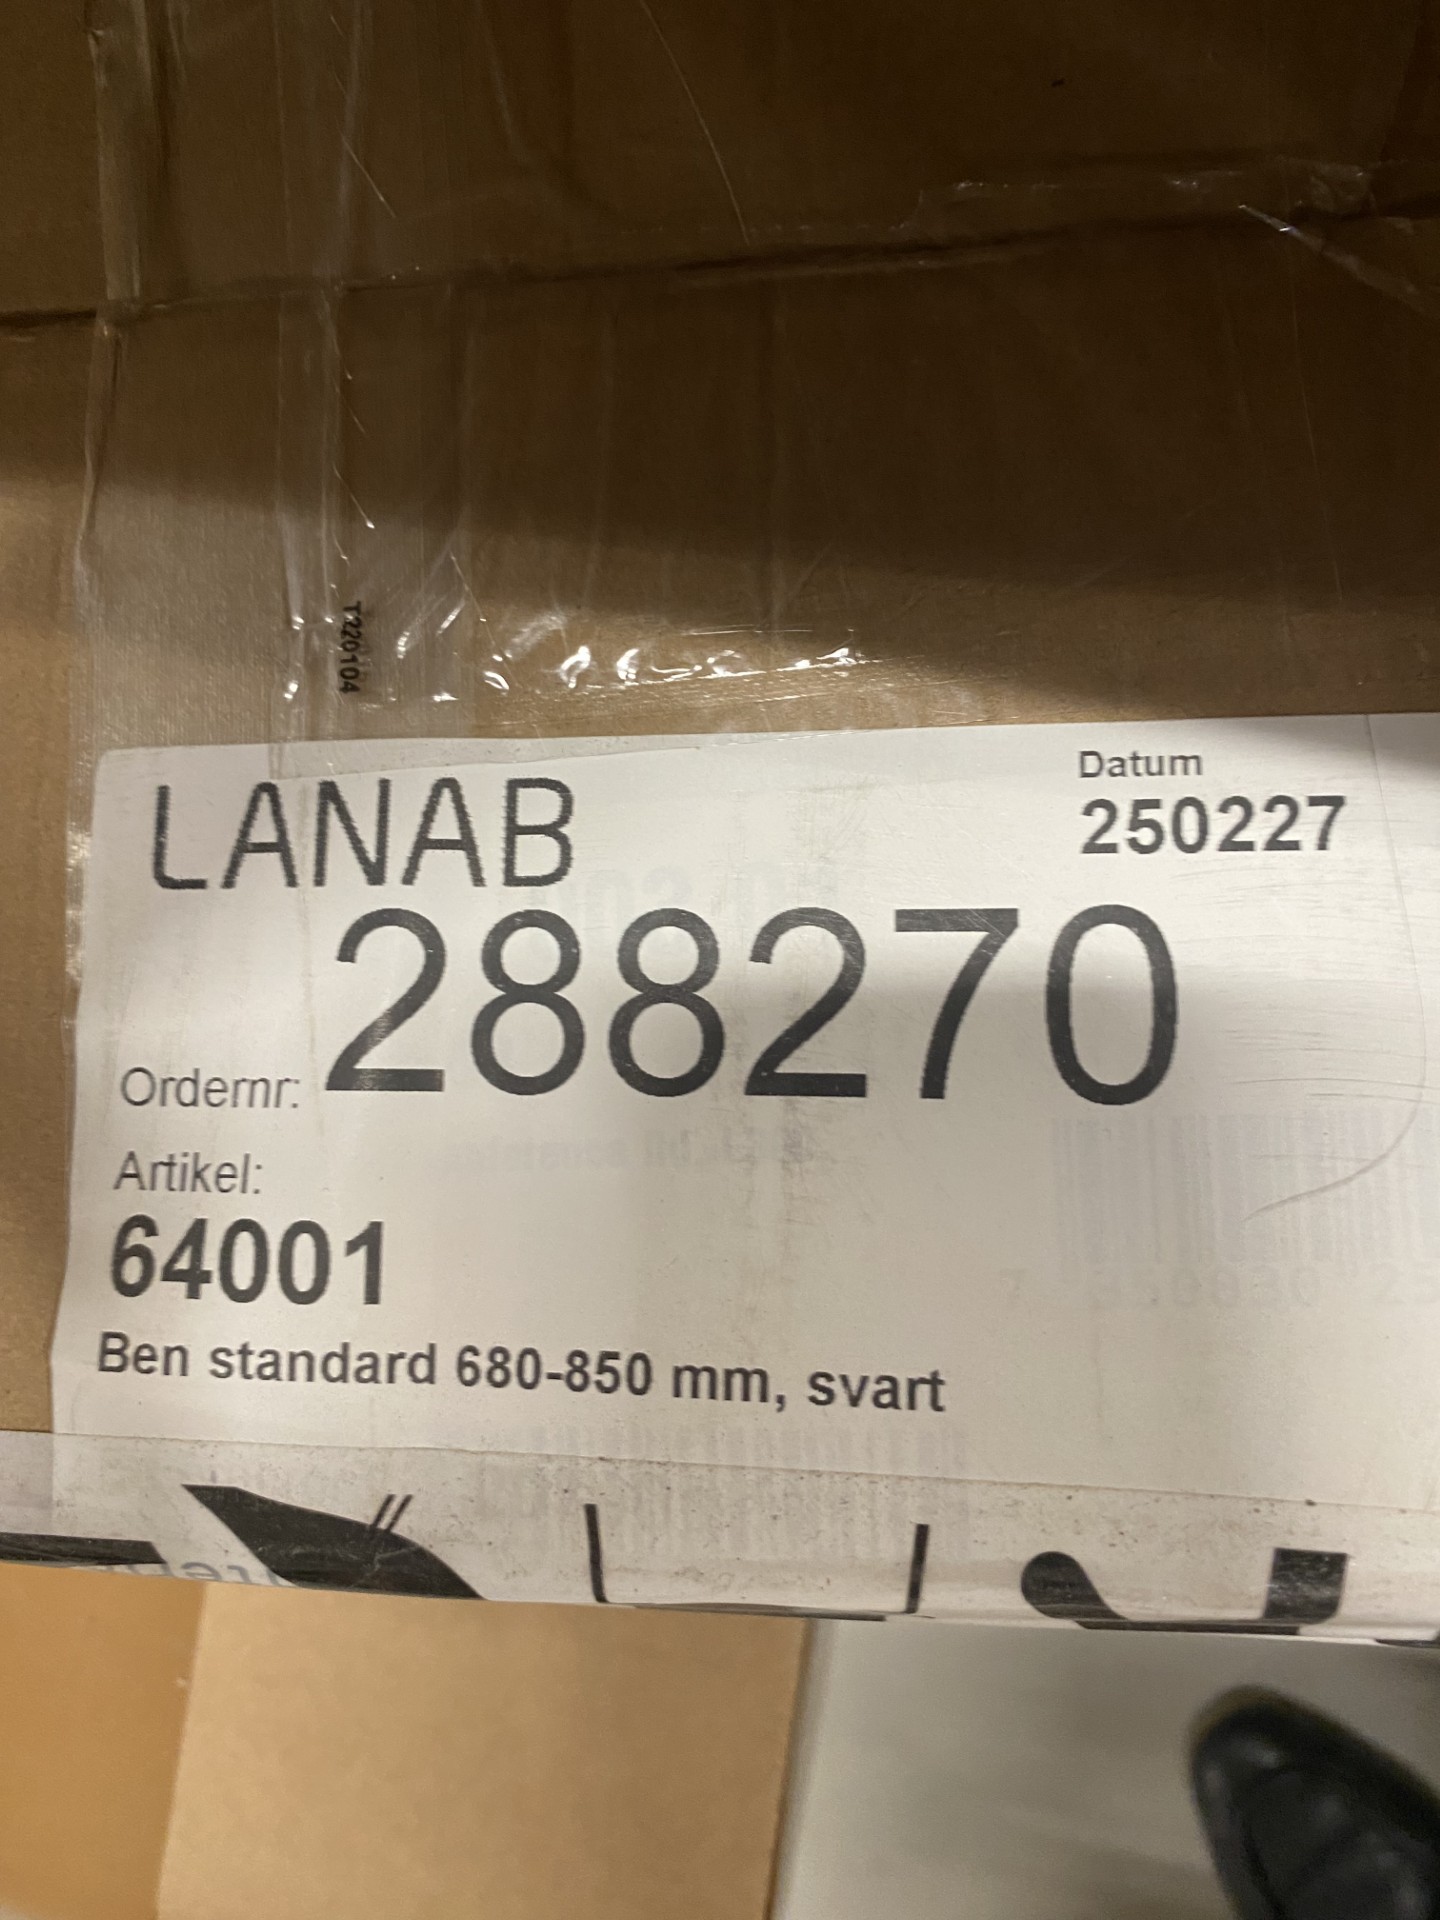 T220104
LANAB
Datum
250227
Ordernr: 288270
Artikel:
64001
Ben standard 680-850 mm, svart